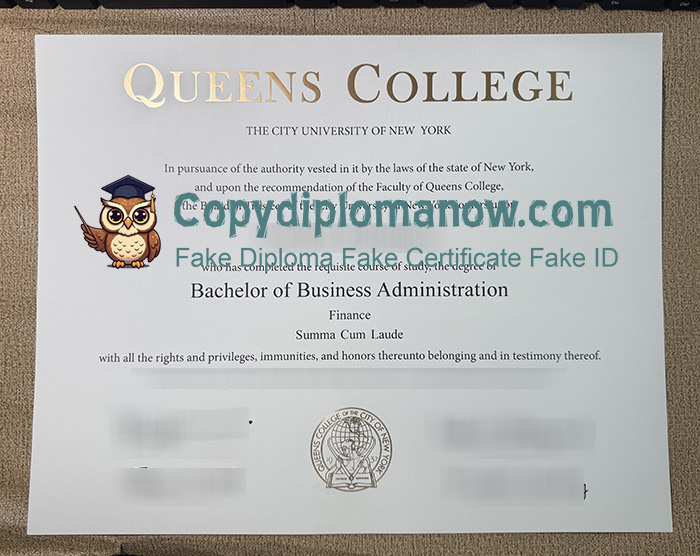 QUEENS COLLEGE
THE CITY UNIVERSITY OF NEW YORK
In pursuance of the authority vested in it by the laws of the state of New York,
and upon the recommendation of the Faculty of Queens College,
Copydiplomanow.com
Fake Diploma Fake Certificate Fake ID
who has completed the requisite course of study, the degree of
Bachelor of Business Administration
Finance
Summa Cum Laude
with all the rights and privileges, immunities, and honors thereunto belonging and in testimony thereof.
QUEENS COLLEGE OF THE CITY OF NEW YORK